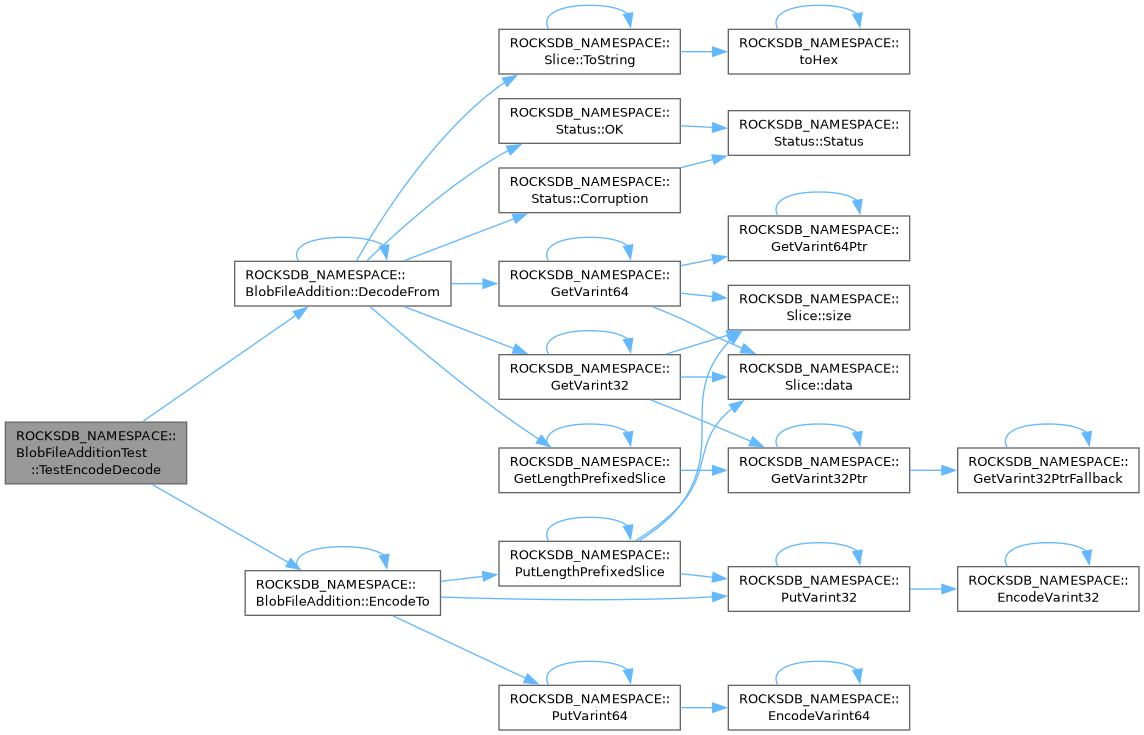 ROCKSDB_NAMESPACE::
BlobFileAdditionTest
::TestEncodeDecode
ROCKSDB_NAMESPACE::
BlobFileAddition::DecodeFrom
ROCKSDB_NAMESPACE::
BlobFileAddition::EncodeTo
ROCKSDB_NAMESPACE::
Slice::ToString
ROCKSDB_NAMESPACE::
Status::OK
ROCKSDB_NAMESPACE::
Status::Corruption
ROCKSDB_NAMESPACE::
GetVarint64
ROCKSDB_NAMESPACE::
GetVarint32
ROCKSDB_NAMESPACE::
GetLengthPrefixedSlice
ROCKSDB_NAMESPACE::
PutLengthPrefixedSlice
ROCKSDB_NAMESPACE::
PutVarint64
ROCKSDB_NAMESPACE::
toHex
ROCKSDB_NAMESPACE::
Status::Status
ROCKSDB_NAMESPACE::
GetVarint64Ptr
ROCKSDB_NAMESPACE::
Slice::size
ROCKSDB_NAMESPACE::
Slice::data
ROCKSDB_NAMESPACE::
GetVarint32Ptr
ROCKSDB_NAMESPACE::
PutVarint32
ROCKSDB_NAMESPACE::
EncodeVarint64
ROCKSDB_NAMESPACE::
GetVarint32PtrFallback
ROCKSDB_NAMESPACE::
EncodeVarint32